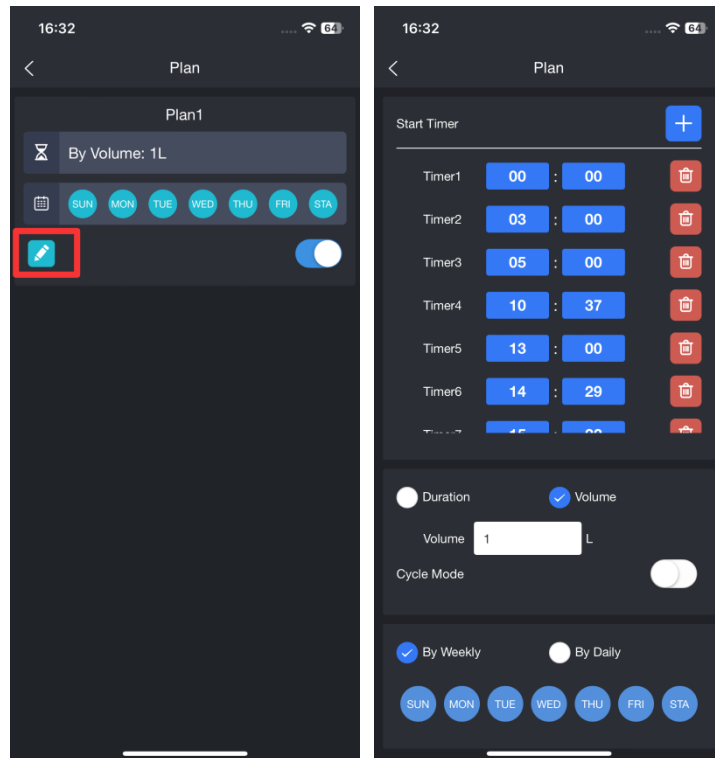 16:32
64
Plan
Plan1
By Volume: 1L
SUN MON TUE WED THU FRI STA
16:32
64
Plan
Start Timer
Timer1 00 : 00
Timer2 03 : 00
Timer3 05 : 00
Timer4 10 : 37
Timer5 13 : 00
Timer6 14 : 29
Duration Volume
Volume 1 L
Cycle Mode
By Weekly By Daily
SUN MON TUE WED THU FRI STA